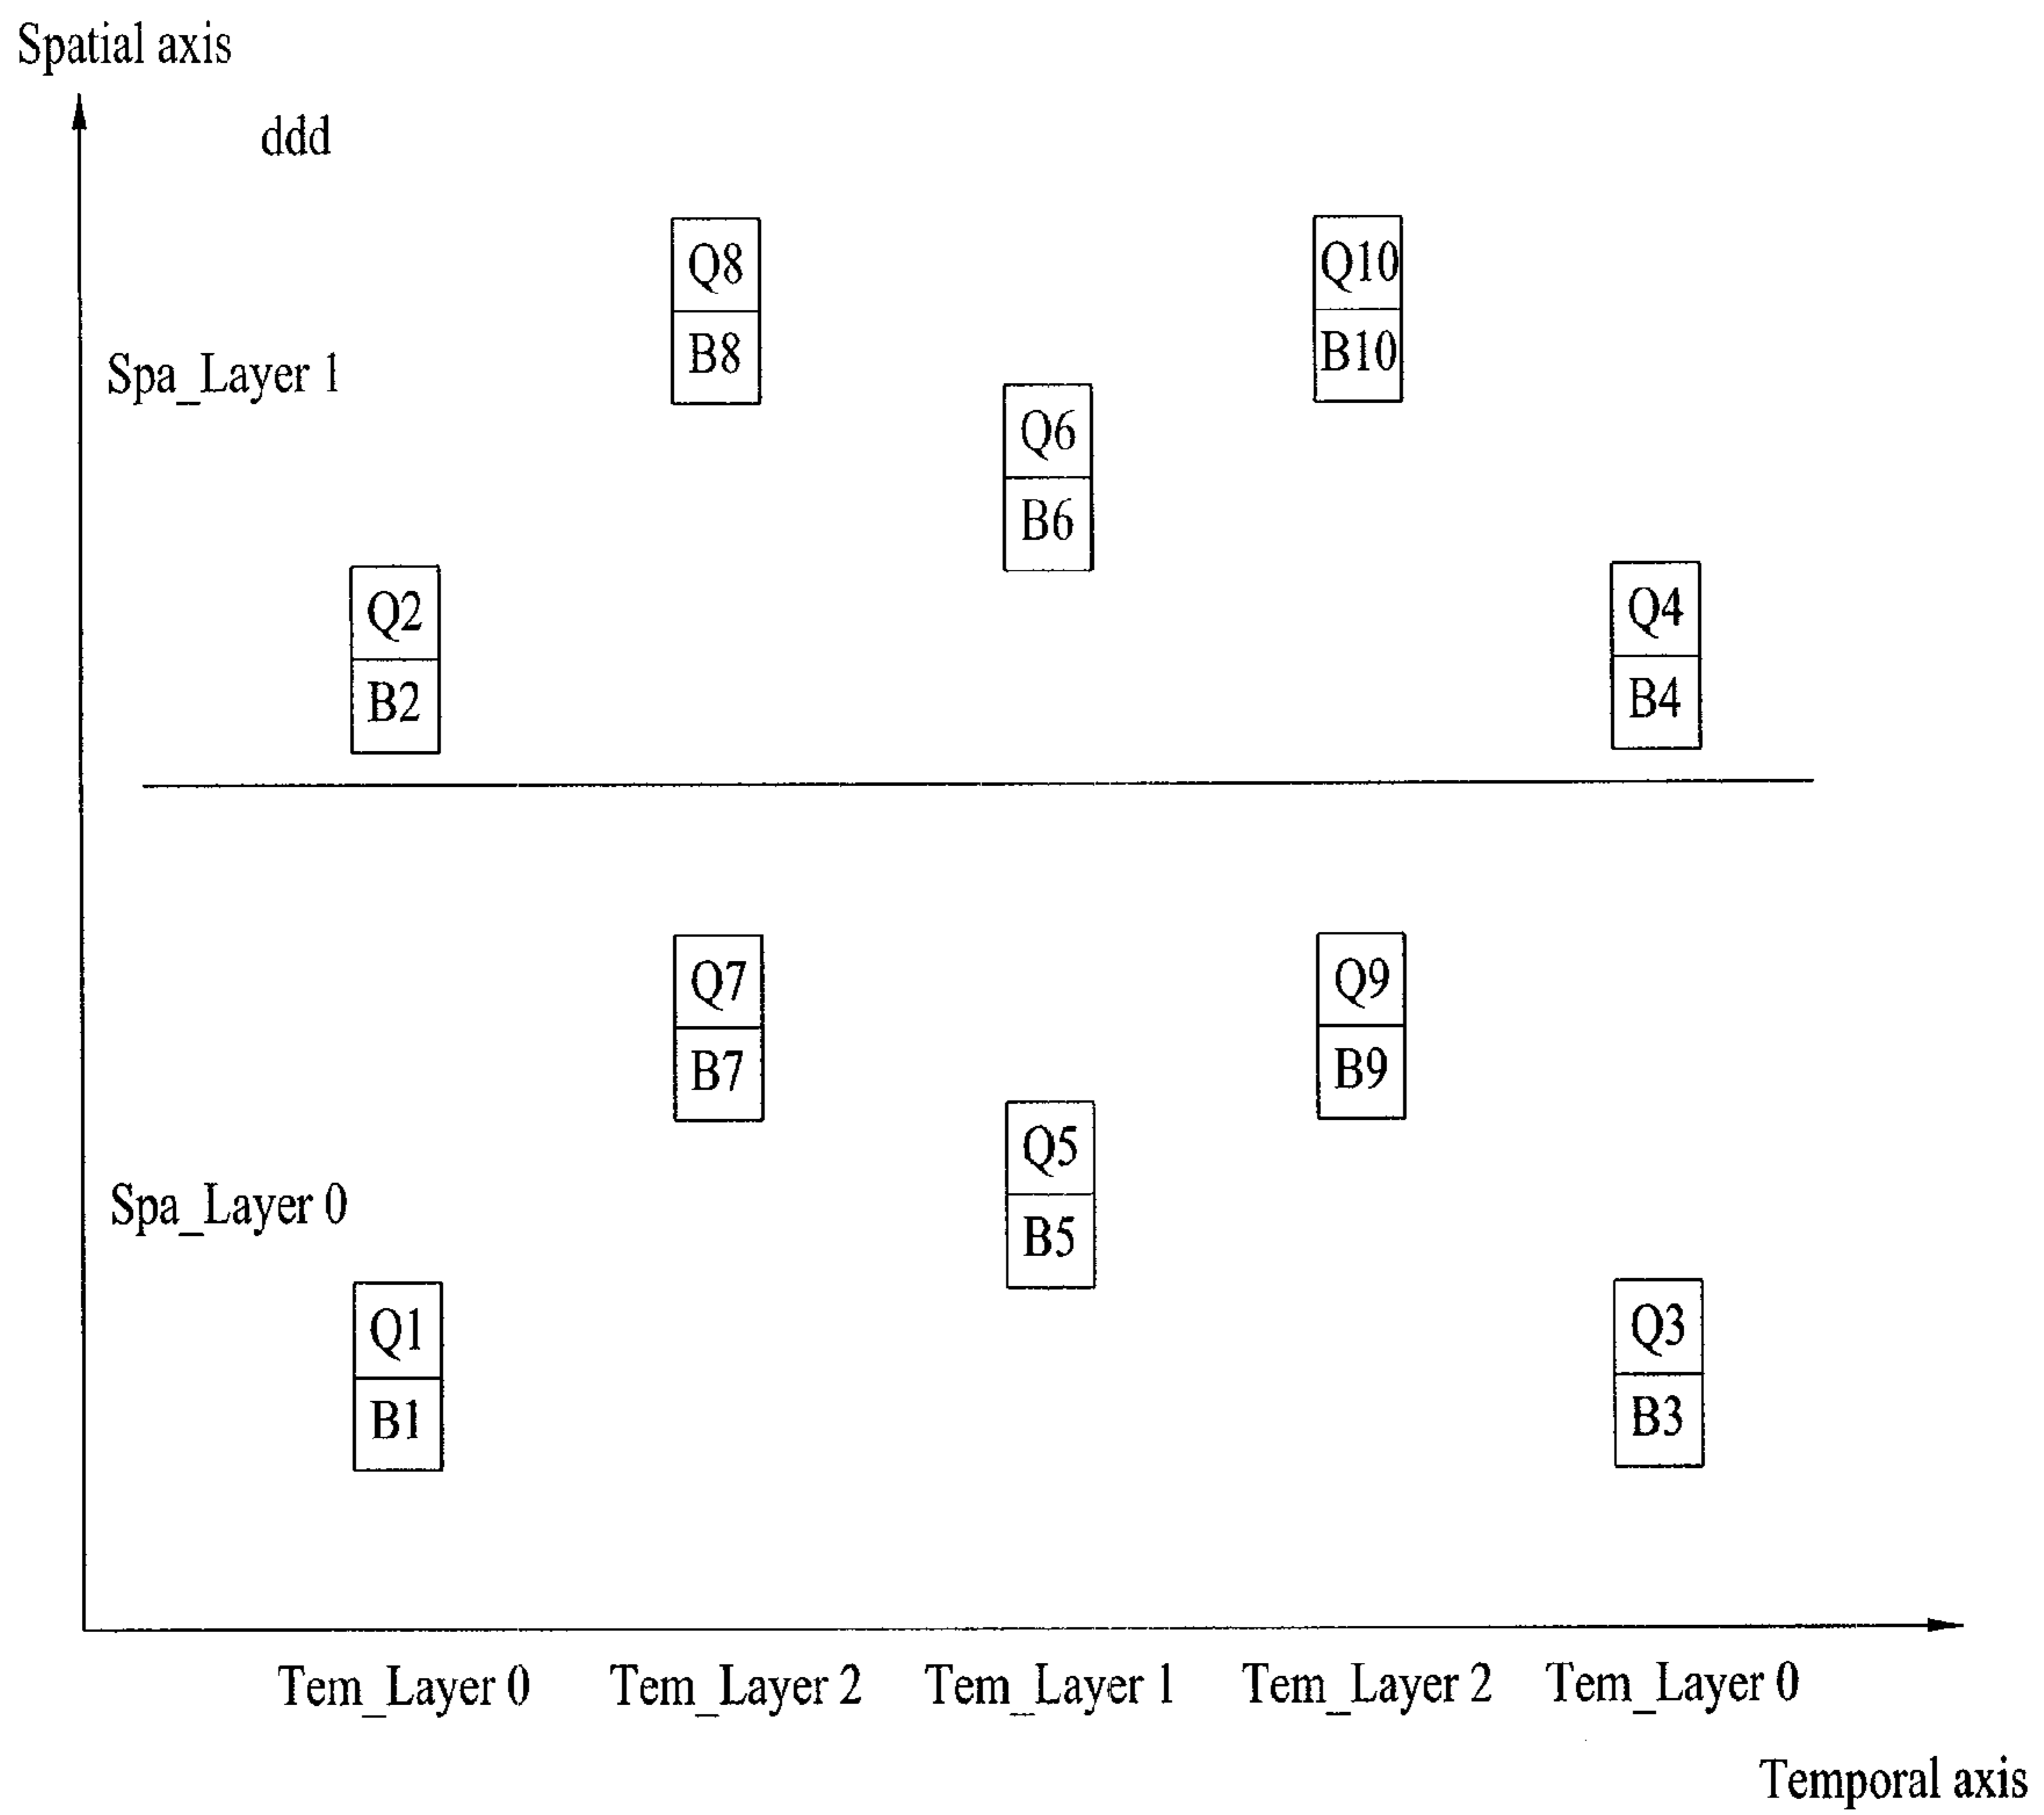 Spatial axis
ddd
Q8
B8
Q10
B10
Spa_Layer 1
Q6
B6
Q2
B2
Q4
B4
Q7
B7
Q9
B9
Spa_Layer 0
Q5
B5
Q1
B1
Q3
B3
Tem_Layer 0 Tem_Layer 2 Tem_Layer 1 Tem_Layer 2 Tem_Layer 0
Temporal axis